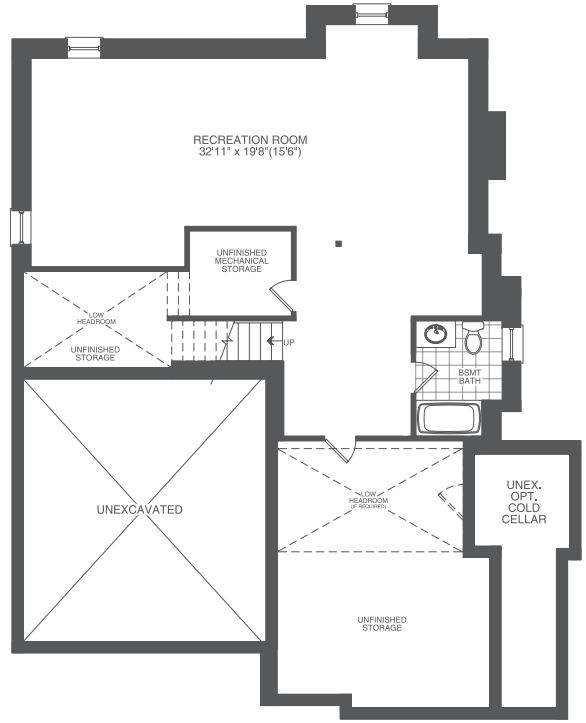 RECREATION ROOM
32'11" x 19'8"(15'6")
UNFINISHED
MECHANICAL
STORAGE
LOW
HEADROOM
UNFINISHED
STORAGE
UP
BSMT
BATH
UNEXCAVATED
LOW
HEADROOM
(IF REQUIRED)
UNEX.
OPT.
COLD
CELLAR
UNFINISHED
STORAGE